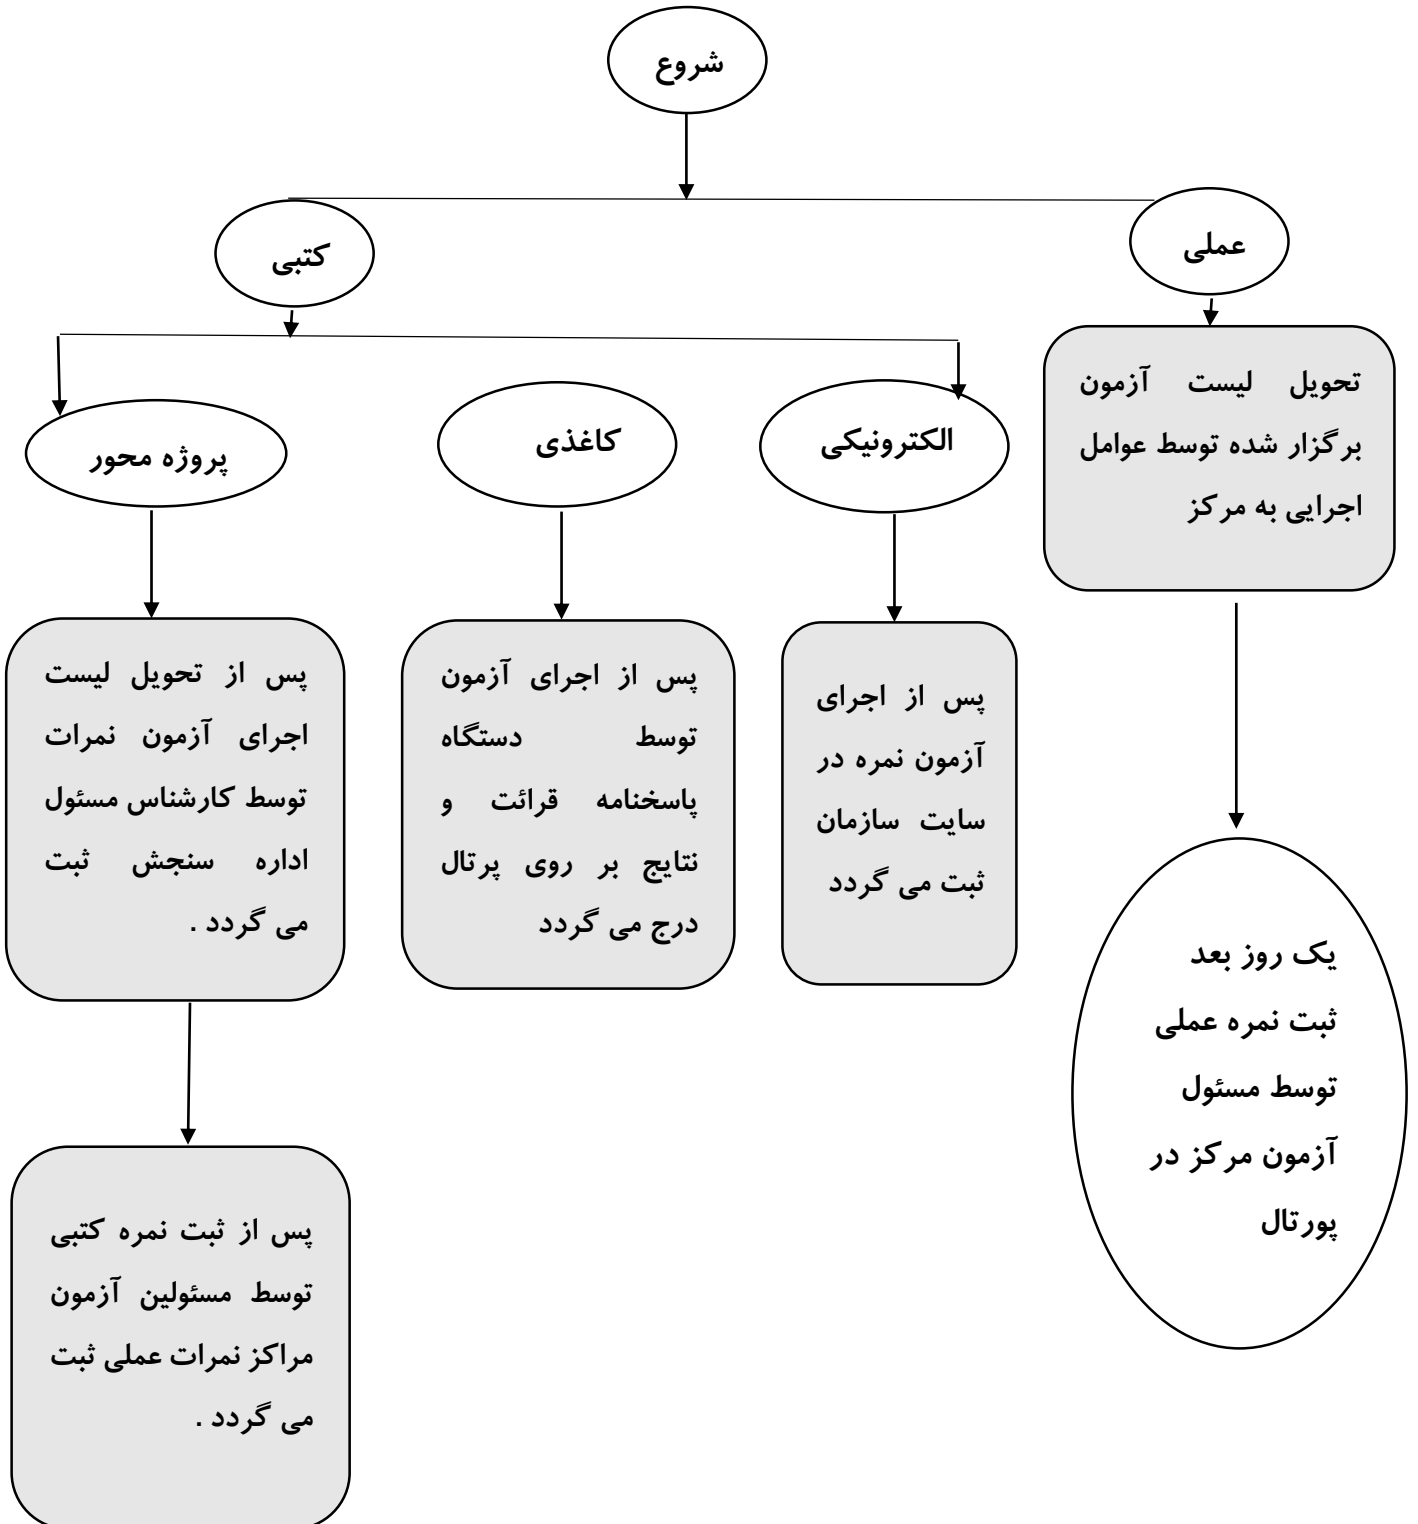 شروع
عملی
کتبی
تحویل لیست آزمون
برگزار شده توسط عوامل
اجرایی به مرکز
الکترونیکی
کاغذی
پروژه محور
پس از اجرای
آزمون نمره در
سایت سازمان
ثبت می گردد
پس از اجرای آزمون
توسط دستگاه
پاسخنامه قرائت و
نتایج بر روی پرتال
درج می گردد
پس از تحویل لیست
اجرای آزمون نمرات
توسط کارشناس مسئول
اداره سنجش ثبت
می گردد .
یک روز بعد
ثبت نمره عملی
توسط مسئول
آزمون مرکز در
پورتال
پس از ثبت نمره کتبی
توسط مسئولین آزمون
مراکز نمرات عملی ثبت
می گردد .